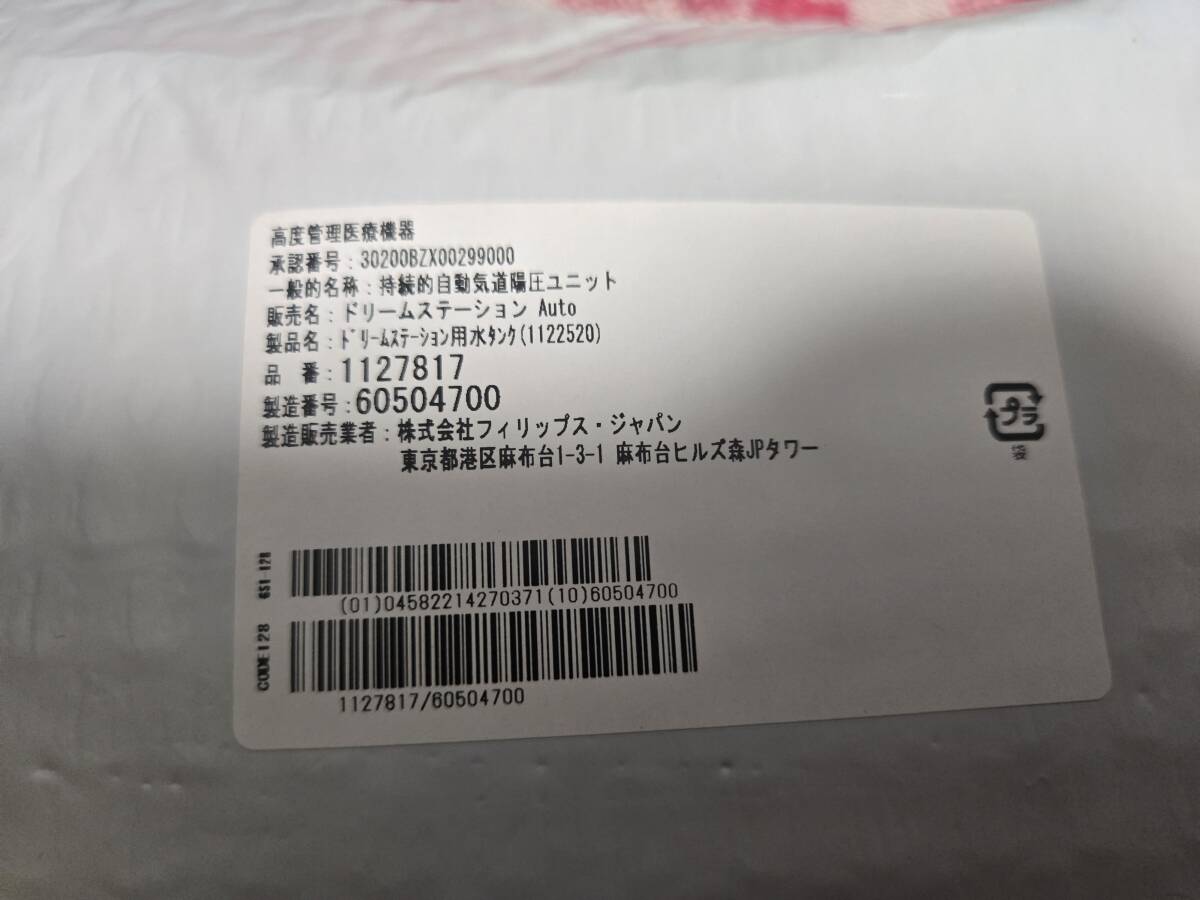 高度管理医療機器
承認番号：30200BZX00299000
一般的名称：持続的自動気道陽圧ユニット
販売名：ドリームステーション Auto
製品名：ﾄﾞﾘｰﾑｽﾃｰｼｮﾝ用水ﾀﾝｸ(1122520)
品　番：1127817
製造番号：60504700
製造販売業者：株式会社フィリップス・ジャパン
東京都港区麻布台1-3-1 麻布台ヒルズ森JPタワー
プラ
袋
GS1-128
(01)04582214270371(10)60504700
CODE128
1127817/60504700